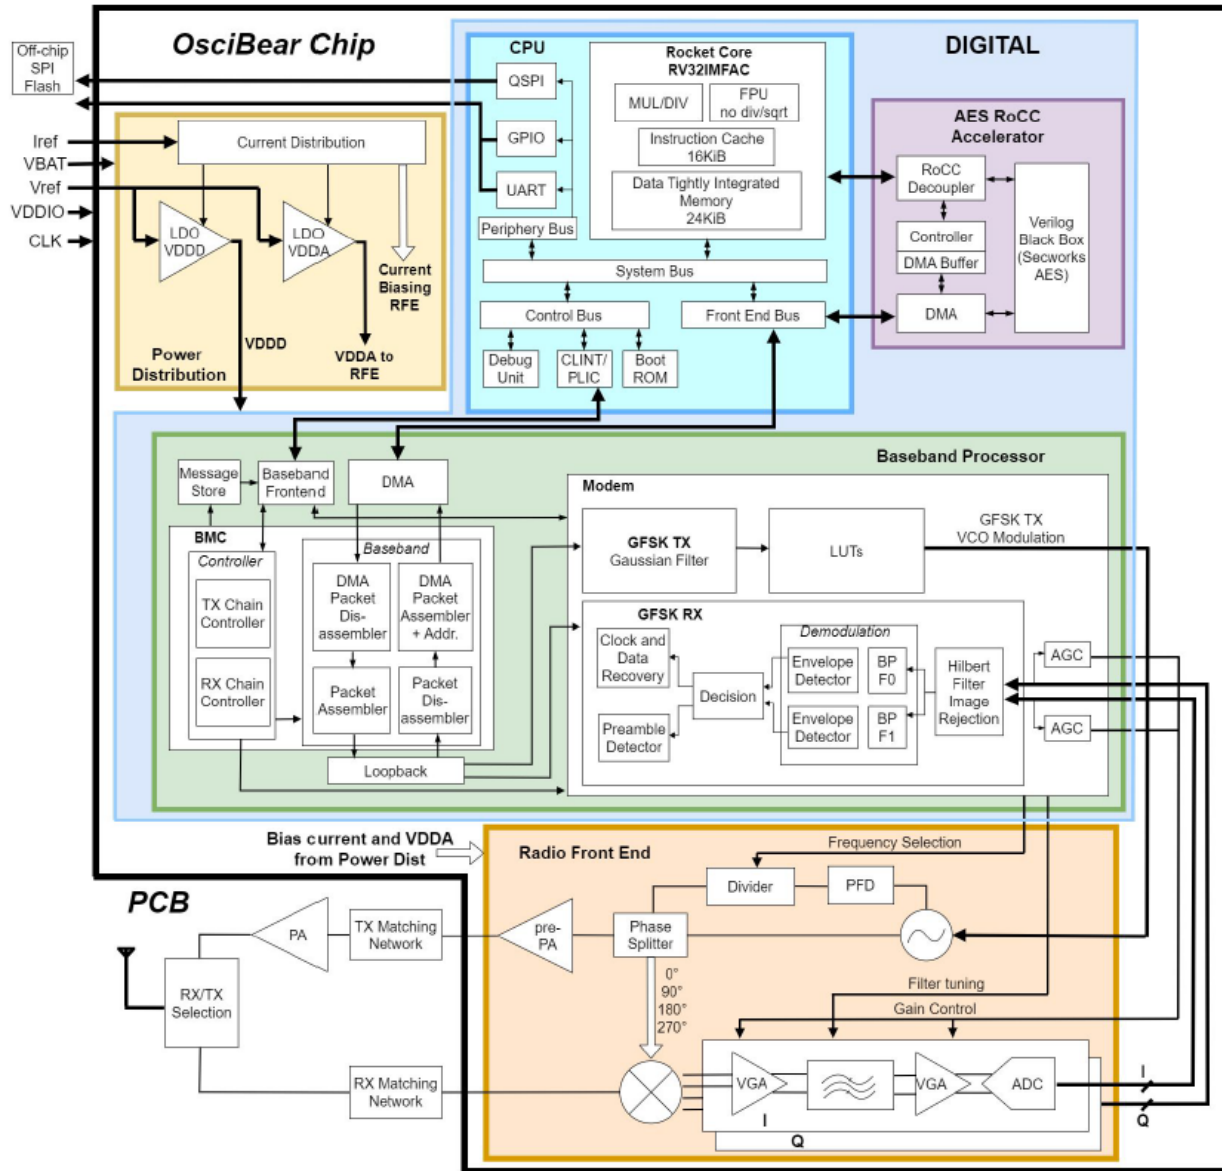 OsciBear Chip
DIGITAL
Off-chip
SPI
Flash
Iref
VBAT
Vref
VDDIO
CLK
Current Distribution
LDO
VDDD
LDO
VDDA
Current
Biasing
RFE
VDDD
VDDA to
RFE
Power
Distribution
CPU
QSPI
GPIO
UART
Periphery Bus
Rocket Core
RV32IMFAC
MUL/DIV
FPU
no div/sqrt
Instruction Cache
16KiB
Data Tightly Integrated
Memory
24KiB
System Bus
Control Bus
Front End Bus
Debug
Unit
CLINT/
PLIC
Boot
ROM
AES RoCC
Accelerator
RoCC
Decoupler
Controller
DMA Buffer
DMA
Verilog
Black Box
(Secworks
AES)
Baseband Processor
Message
Store
Baseband
Frontend
DMA
BMC
Controller
TX Chain
Controller
RX Chain
Controller
Baseband
DMA
Packet
Dis-
assembler
DMA
Packet
Assembler
+ Addr.
Packet
Assembler
Packet
Dis-
assembler
Loopback
Modem
GFSK TX
Gaussian Filter
LUTs
GFSK TX
VCO Modulation
GFSK RX
Clock and
Data
Recovery
Preamble
Detector
Decision
Demodulation
Envelope
Detector
BP
F0
Envelope
Detector
BP
F1
Hilbert
Filter
Image
Rejection
AGC
AGC
Bias current and VDDA
from Power Dist
Radio Front End
Frequency Selection
Divider
PFD
Phase
Splitter
pre-
PA
0°
90°
180°
270°
Filter tuning
Gain Control
VGA
VGA
ADC
I
Q
I
Q
PCB
PA
TX Matching
Network
RX/TX
Selection
RX Matching
Network